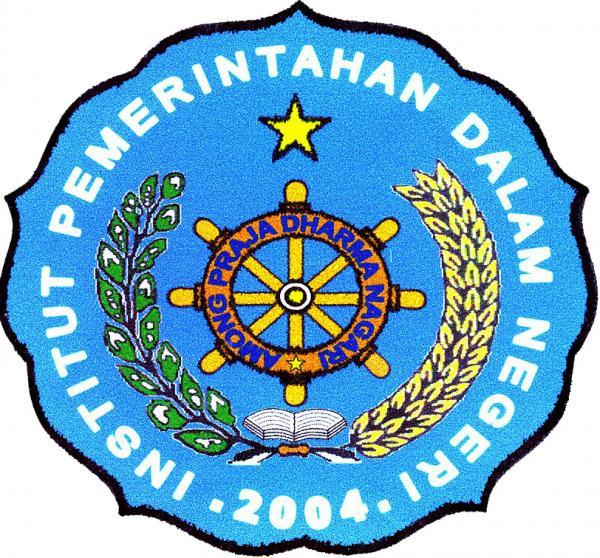 INSTITUT PEMERINTAHAN DALAM NEGERI
AMONG PRAJA DHARMA NAGARI
· 2004 ·